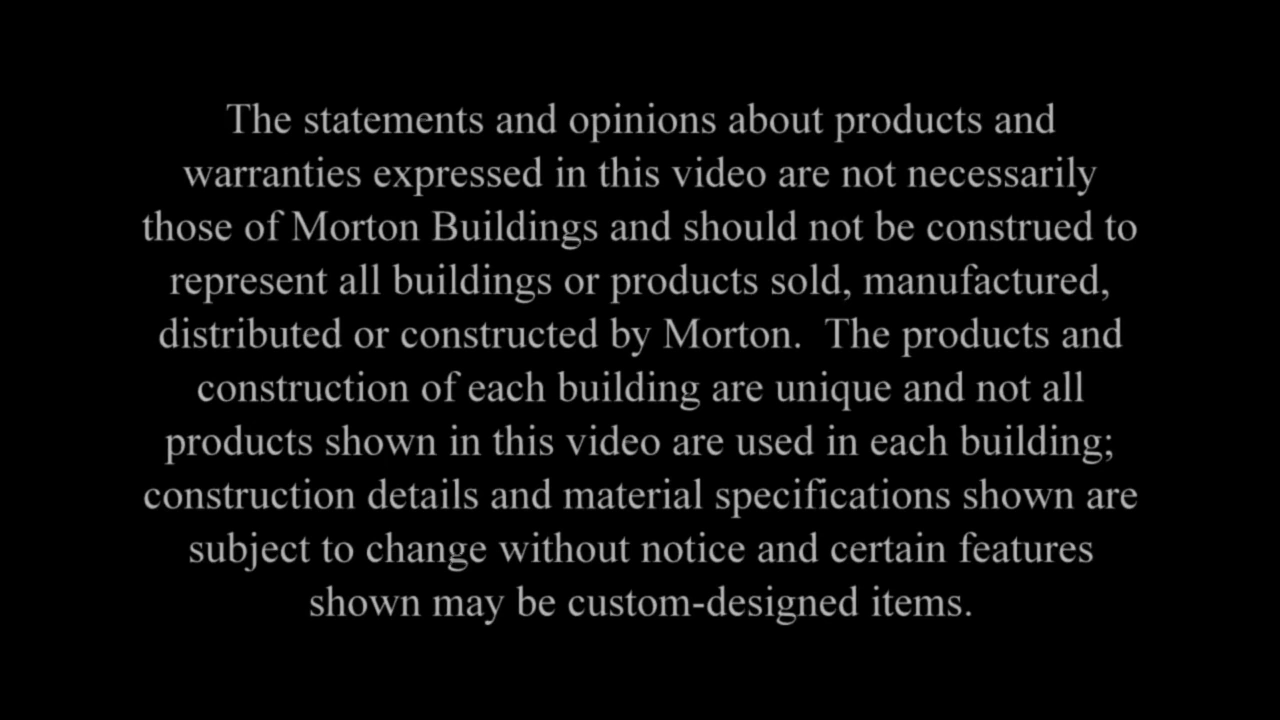 The statements and opinions about products and
warranties expressed in this video are not necessarily
those of Morton Buildings and should not be construed to
represent all buildings or products sold, manufactured,
distributed or constructed by Morton.  The products and
construction of each building are unique and not all
products shown in this video are used in each building;
construction details and material specifications shown are
subject to change without notice and certain features
shown may be custom-designed items.